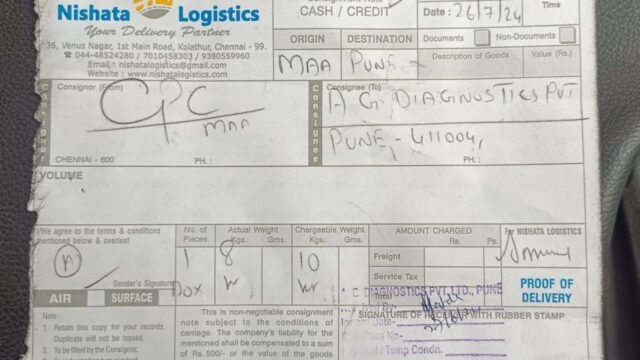 Nishata Logistics
Your Delivery Partner
36, Venus Nagar, 1st Main Road, Kolathur, Chennai - 99.
044-48524280 / 7010458303 / 9380559960
Email : nishatalogistics@gmail.com
Website : www.nishatalogistics.com
CASH / CREDIT
Date : 26/7/24
ORIGIN DESTINATION Documents Non-Documents
MAA PUNE Description of Goods Value (Rs.)
Consignor (From)
CPC
MAA
CHENNAI - 600 PH. :
Consignee (To)
A G DIAGNOSTICS PVT
PUNE - 411004,
PH. :
VOLUME
I/We agree to the terms & conditions
mentioned below & overleaf
Sender's Signature
AIR SURFACE
No. of Pieces Actual Weight Chargeable Weight AMOUNT CHARGED For NISHATA LOGISTICS
Kgs. Gms. Kgs. Gms. Rs. Ps.
1 8 10
Freight
Service Tax
Total
PROOF OF
DELIVERY
DIAGNOSTICS PVT. LTD., PUNE
SIGNATURE OF RECEIVER WITH RUBBER STAMP
Date-
Pass No-
Temp Condn.
Note :
1. Retain this copy for your records.
Duplicate will not be issued.
2. To be filled by the Consignor.
This is non-negotiable consignment
note subject to the conditions of
carriage. The company's liability for
the mentioned shall be compensated to a sum
of Rs.500/- or the value of the goods